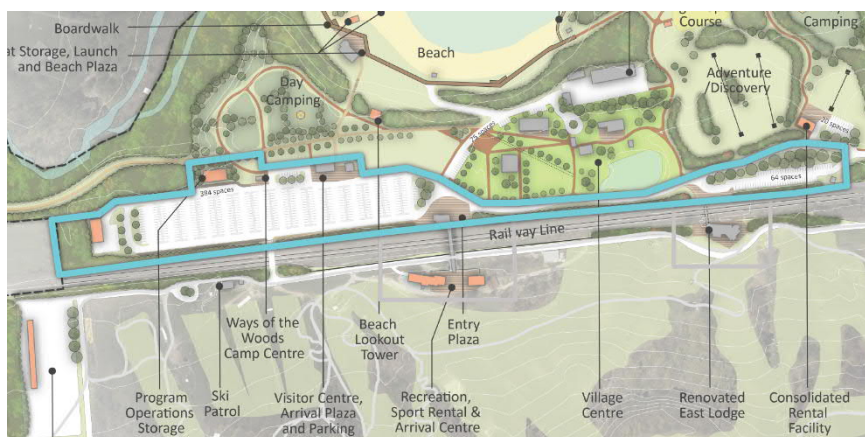 Boardwalk
at Storage, Launch
and Beach Plaza
Beach
Course
Camping
Day
Camping
Adventure
/Discovery
75 spaces
20 spaces
394 spaces
64 spaces
Rail vay Line
Ways of the
Woods
Camp Centre
Beach
Lookout
Tower
Entry
Plaza
Program
Operations
Storage
Ski
Patrol
Visitor Centre,
Arrival Plaza
and Parking
Recreation,
Sport Rental &
Arrival Centre
Village
Centre
Renovated
East Lodge
Consolidated
Rental
Facility